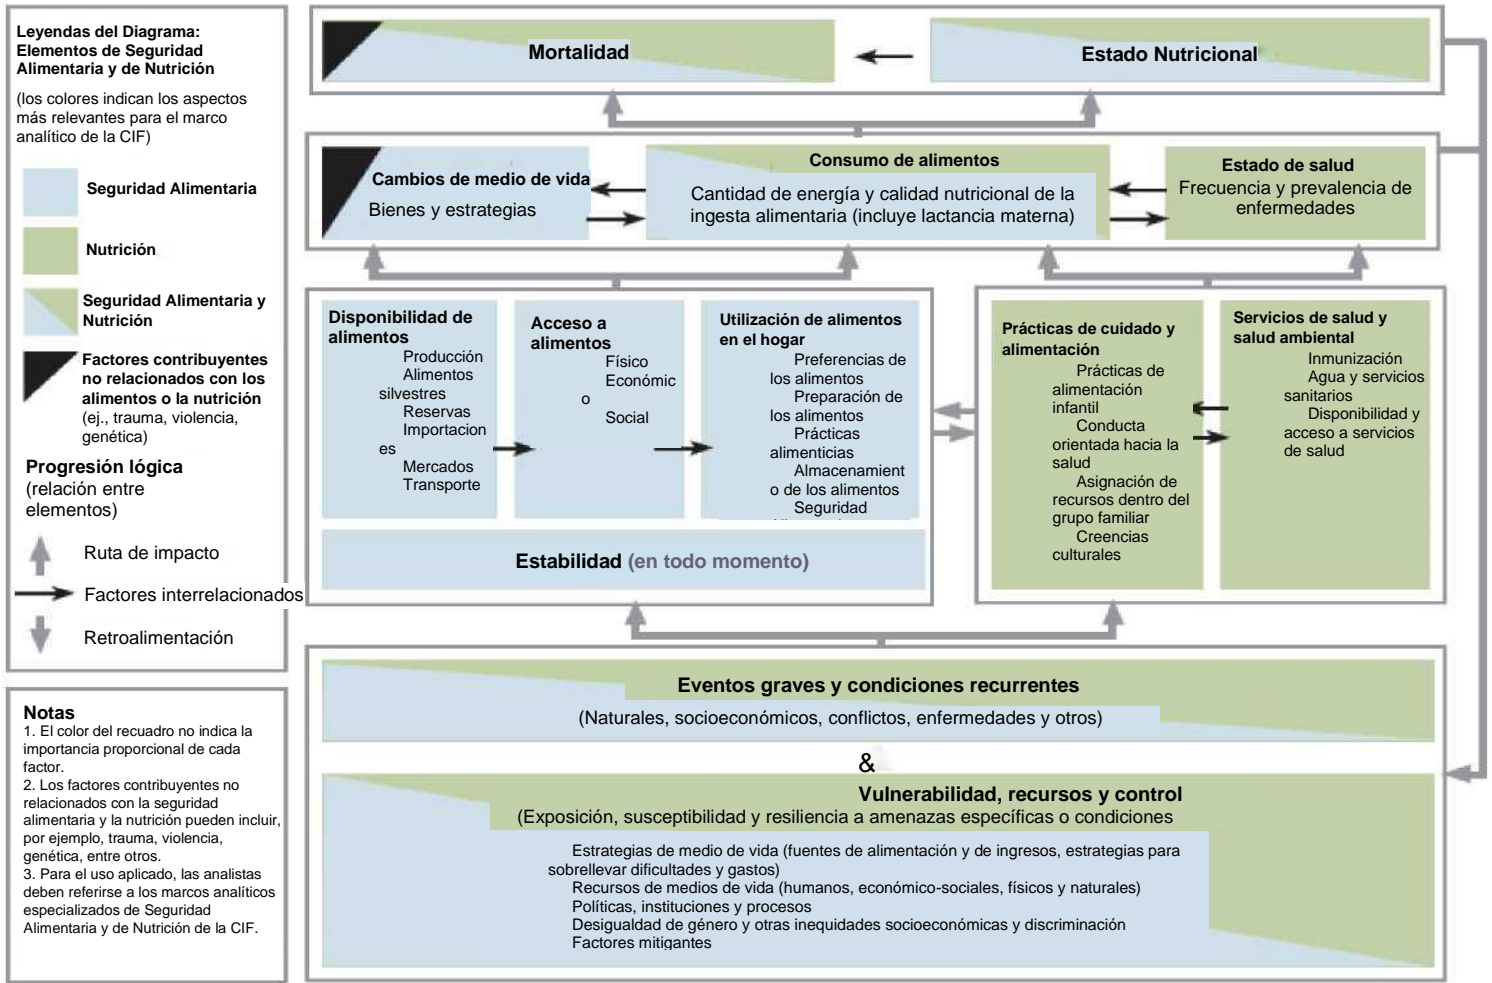 Leyendas del Diagrama:
Elementos de Seguridad
Alimentaria y de Nutrición
(los colores indican los aspectos
más relevantes para el marco
analítico de la CIF)
Seguridad Alimentaria
Nutrición
Seguridad Alimentaria y
Nutrición
Factores contribuyentes
no relacionados con los
alimentos o la nutrición
(ej., trauma, violencia,
genética)
Progresión lógica
(relación entre
elementos)
Ruta de impacto
Factores interrelacionados
Retroalimentación
Notas
1. El color del recuadro no indica la
importancia proporcional de cada
factor.
2. Los factores contribuyentes no
relacionados con la seguridad
alimentaria y la nutrición pueden incluir,
por ejemplo, trauma, violencia,
genética, entre otros.
3. Para el uso aplicado, las analistas
deben referirse a los marcos analíticos
especializados de Seguridad
Alimentaria y de Nutrición de la CIF.
Mortalidad
Estado Nutricional
Cambios de medio de vida
Bienes y estrategias
Consumo de alimentos
Cantidad de energía y calidad nutricional de la
ingesta alimentaria (incluye lactancia materna)
Estado de salud
Frecuencia y prevalencia de
enfermedades
Disponibilidad de
alimentos
Producción
Alimentos
silvestres
Reservas
Importacion
es
Mercados
Transporte
Acceso a
alimentos
Físico
Económic
o
Social
Utilización de alimentos
en el hogar
Preferencias de
los alimentos
Preparación de
los alimentos
Prácticas
alimenticias
Almacenamient
o de los alimentos
Seguridad
Estabilidad (en todo momento)
Prácticas de cuidado y
alimentación
Prácticas de
alimentación
infantil
Conducta
orientada hacia la
salud
Asignación de
recursos dentro del
grupo familiar
Creencias
culturales
Servicios de salud y
salud ambiental
Inmunización
Agua y servicios
sanitarios
Disponibilidad y
acceso a servicios
de salud
Eventos graves y condiciones recurrentes
(Naturales, socioeconómicos, conflictos, enfermedades y otros)
&
Vulnerabilidad, recursos y control
(Exposición, susceptibilidad y resiliencia a amenazas específicas o condiciones
Estrategias de medio de vida (fuentes de alimentación y de ingresos, estrategias para
sobrellevar dificultades y gastos)
Recursos de medios de vida (humanos, económico-sociales, físicos y naturales)
Políticas, instituciones y procesos
Desigualdad de género y otras inequidades socioeconómicas y discriminación
Factores mitigantes